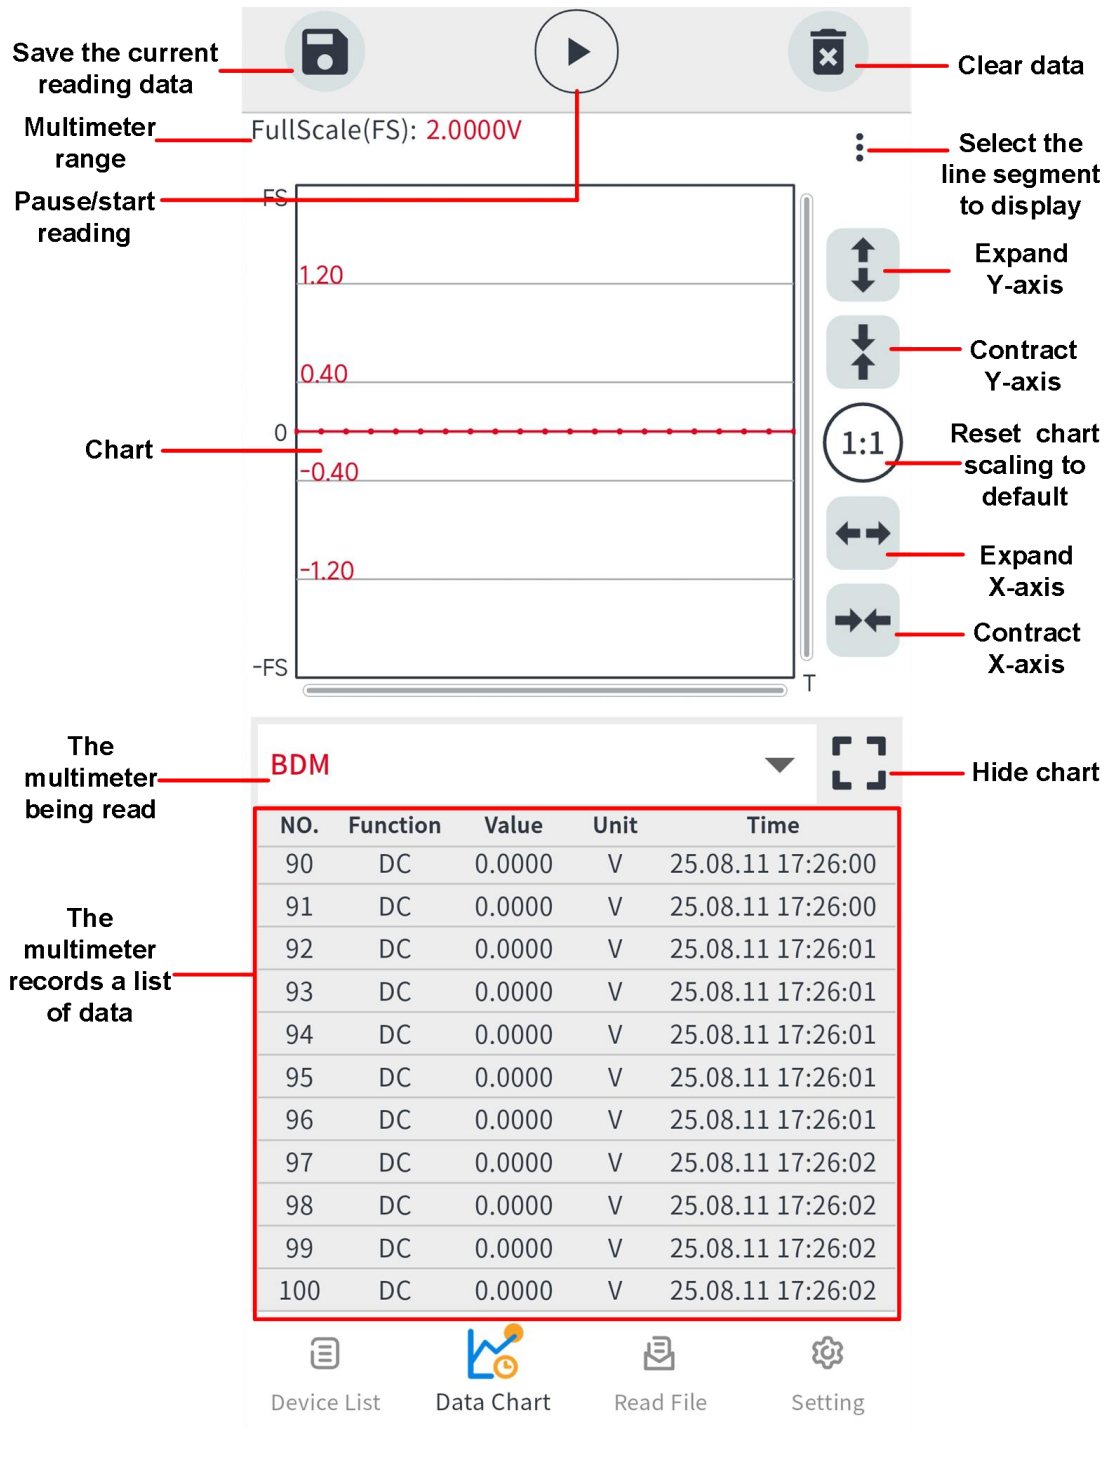 Save the current
reading data
Clear data
Multimeter
range
FullScale(FS): 2.0000V
Select the
line segment
to display
Pause/start
reading
FS
1.20
Expand
Y-axis
0.40
Contract
Y-axis
0
Chart
1:1
Reset chart
scaling to
default
-0.40
Expand
X-axis
-1.20
Contract
X-axis
-FS
T
The
multimeter
being read
BDM
Hide chart
NO. Function Value Unit Time
90 DC 0.0000 V 25.08.11 17:26:00
91 DC 0.0000 V 25.08.11 17:26:00
92 DC 0.0000 V 25.08.11 17:26:01
93 DC 0.0000 V 25.08.11 17:26:01
94 DC 0.0000 V 25.08.11 17:26:01
95 DC 0.0000 V 25.08.11 17:26:01
96 DC 0.0000 V 25.08.11 17:26:01
97 DC 0.0000 V 25.08.11 17:26:02
98 DC 0.0000 V 25.08.11 17:26:02
99 DC 0.0000 V 25.08.11 17:26:02
100 DC 0.0000 V 25.08.11 17:26:02
The
multimeter
records a list
of data
Device List
Data Chart
Read File
Setting